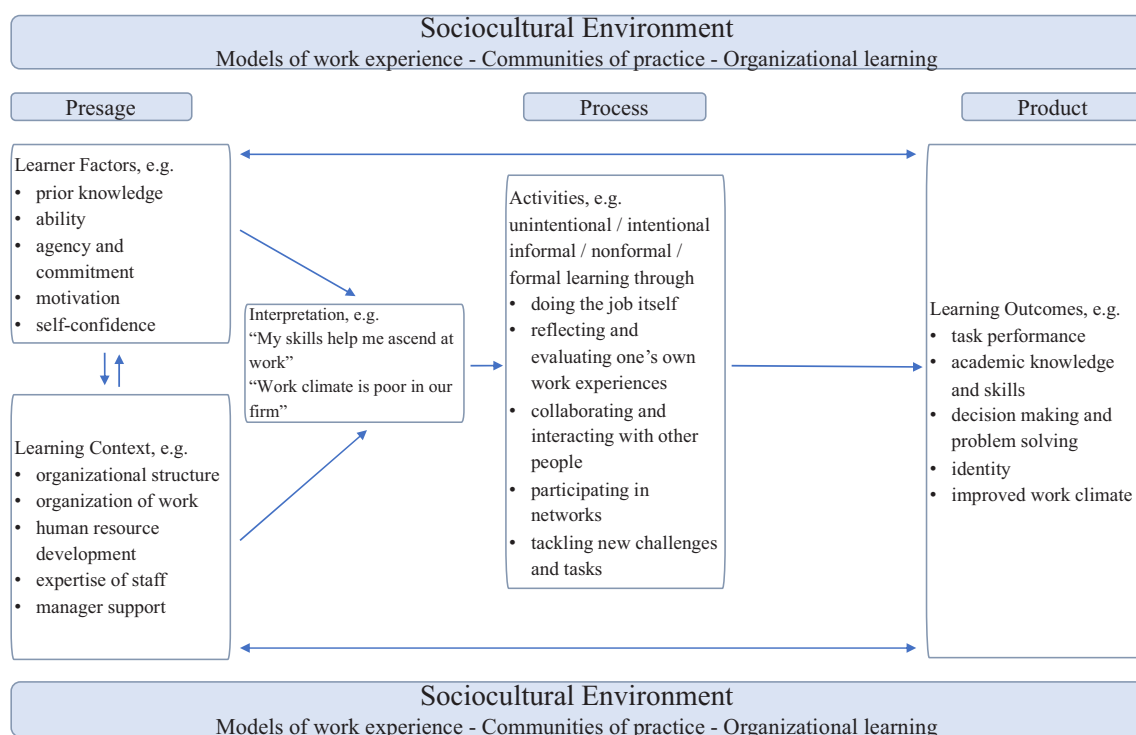 Sociocultural Environment
Models of work experience - Communities of practice - Organizational learning
Presage
Process
Product
Learner Factors, e.g.
• prior knowledge
• ability
• agency and
commitment
• motivation
• self-confidence
Learning Context, e.g.
• organizational structure
• organization of work
• human resource
development
• expertise of staff
• manager support
Interpretation, e.g.
“My skills help me ascend at
work”
“Work climate is poor in our
firm”
Activities, e.g.
unintentional / intentional
informal / nonformal /
formal learning through
• doing the job itself
• reflecting and
evaluating one’s own
work experiences
• collaborating and
interacting with other
people
• participating in
networks
• tackling new challenges
and tasks
Learning Outcomes, e.g.
• task performance
• academic knowledge
and skills
• decision making and
problem solving
• identity
• improved work climate
Sociocultural Environment
Models of work experience - Communities of practice - Organizational learning